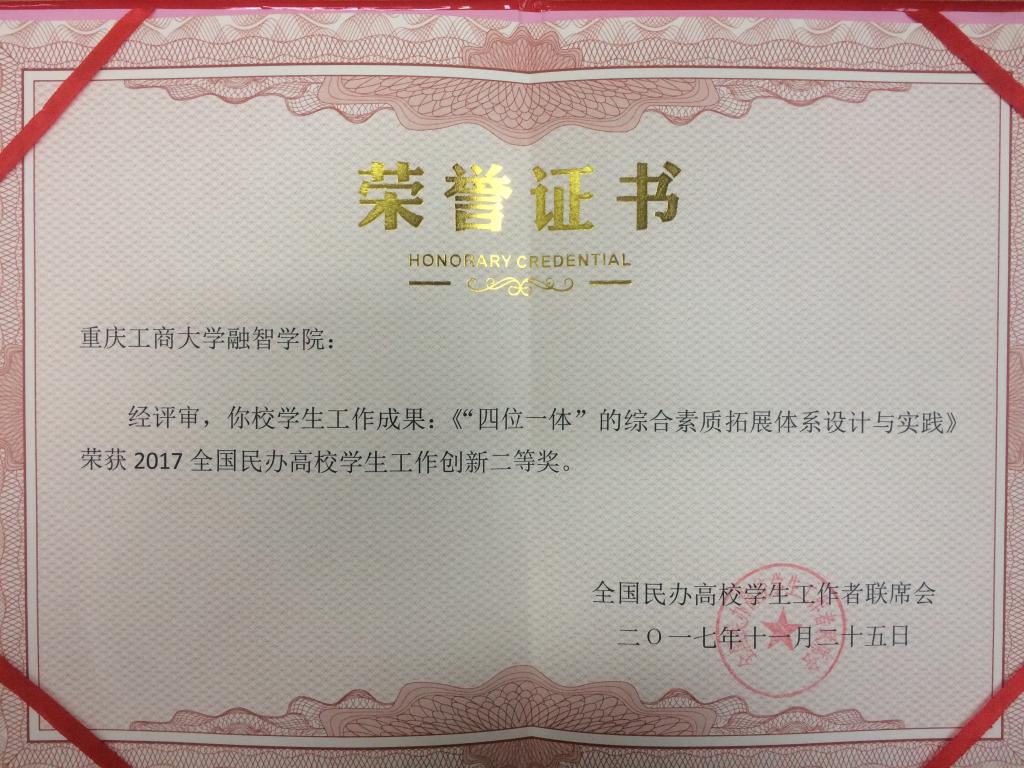 荣誉证书
HONORARY CREDENTIAL
重庆工商大学融智学院：
经评审，你校学生工作成果：《“四位一体”的综合素质拓展体系设计与实践》
荣获 2017 全国民办高校学生工作创新二等奖。
全国民办高校学生工作者联席会
二〇一七年十一月二十五日